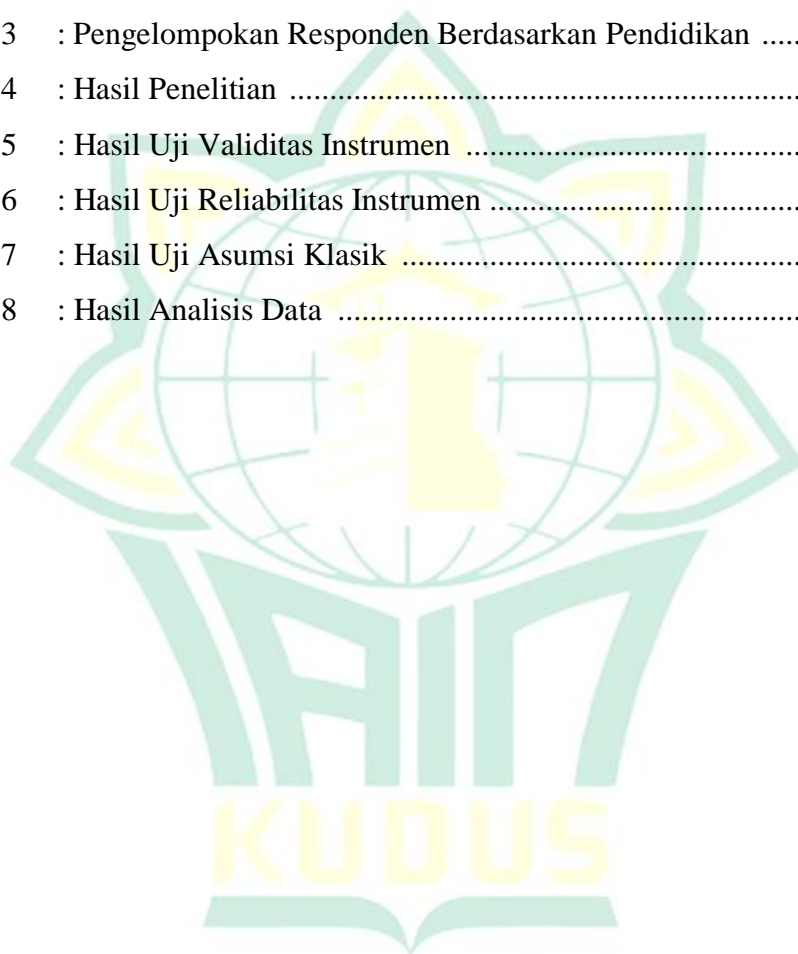 3 : Pengelompokan Responden Berdasarkan Pendidikan .....
4 : Hasil Penelitian ................................................................
5 : Hasil Uji Validitas Instrumen ..........................................
6 : Hasil Uji Reliabilitas Instrumen .......................................
7 : Hasil Uji Asumsi Klasik ..................................................
8 : Hasil Analisis Data ..........................................................
IAIN
KUDUS